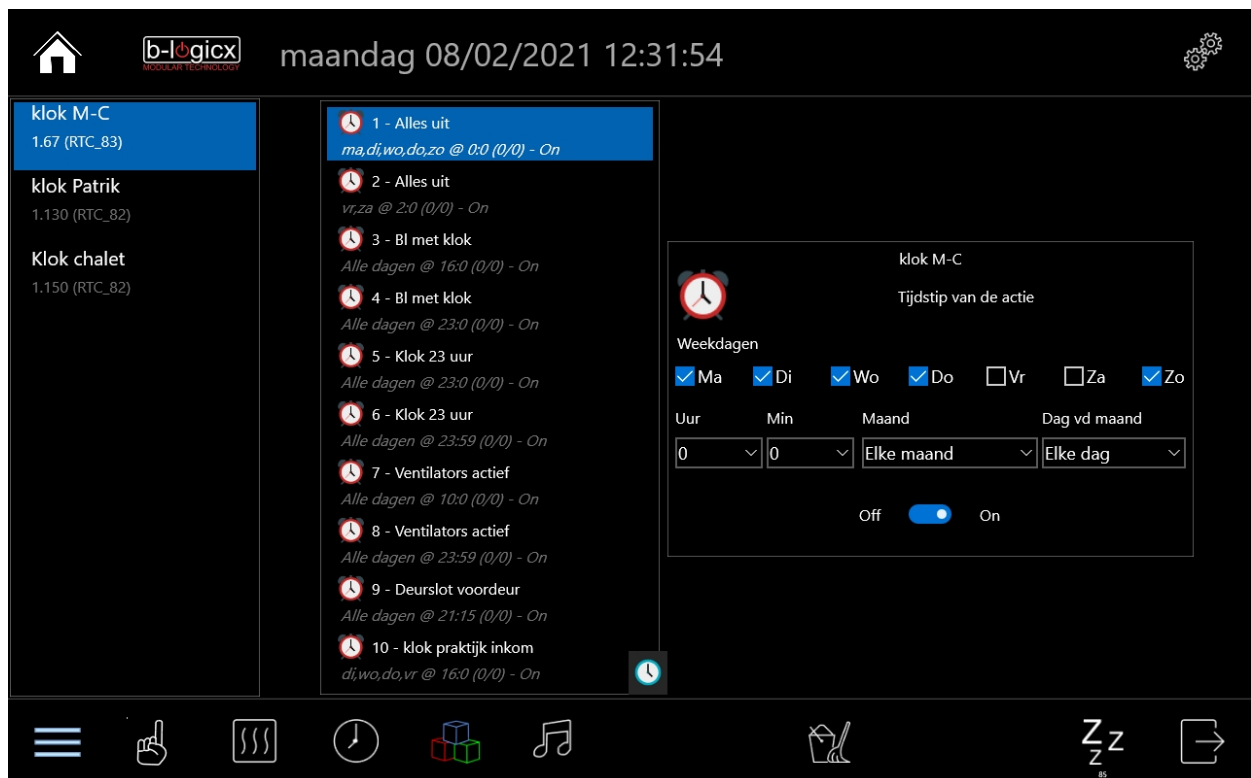 b-logicx
MODULAR TECHNOLOGY
maandag 08/02/2021 12:31:54
klok M-C
1.67 (RTC_83)
klok Patrik
1.130 (RTC_82)
Klok chalet
1.150 (RTC_82)
1 - Alles uit
ma,di,wo,do,zo @ 0:0 (0/0) - On
2 - Alles uit
vr,za @ 2:0 (0/0) - On
3 - Bl met klok
Alle dagen @ 16:0 (0/0) - On
4 - Bl met klok
Alle dagen @ 23:0 (0/0) - On
5 - Klok 23 uur
Alle dagen @ 23:0 (0/0) - On
6 - Klok 23 uur
Alle dagen @ 23:59 (0/0) - On
7 - Ventilators actief
Alle dagen @ 10:0 (0/0) - On
8 - Ventilators actief
Alle dagen @ 23:59 (0/0) - On
9 - Deurslot voordeur
Alle dagen @ 21:15 (0/0) - On
10 - klok praktijk inkom
di,wo,do,vr @ 16:0 (0/0) - On
klok M-C
Tijdstip van de actie
Weekdagen
Ma Di Wo Do Vr Za Zo
Uur Min Maand Dag vd maand
0 0 Elke maand Elke dag
Off On
Z Z Z
85